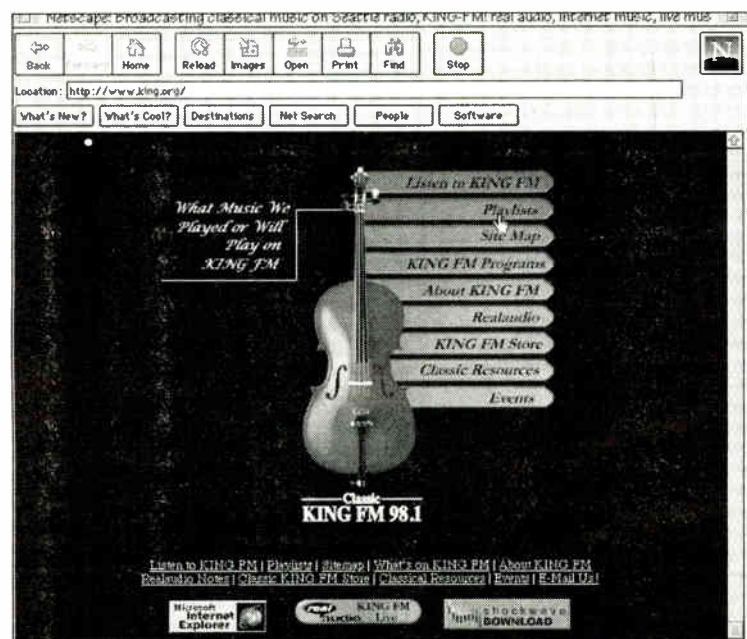 Netscape: Broadcasting classical music on Seattle radio, KING-FM! real audio, internet music, live mus
Back Home Reload Images Open Print Find Stop
N
Location: http://www.king.org/
What's New? What's Cool? Destinations Net Search People Software
Listen to KING FM
What Music We
Played or Will
Play on
KING FM
Playlists
Site Map
KING FM Programs
About KING FM
Realaudio
KING FM Store
Classic Resources
Events
Classic
KING FM 98.1
Listen to KING FM | Playlists | Sitemap | What's on KING FM | About KING FM
Realaudio Notes | Classic KING FM Store | Classical Resources | Events | E-Mail Us!
Microsoft
Internet
Explorer
real
AUDIO
KING FM
Live
shockwave
DOWNLOAD